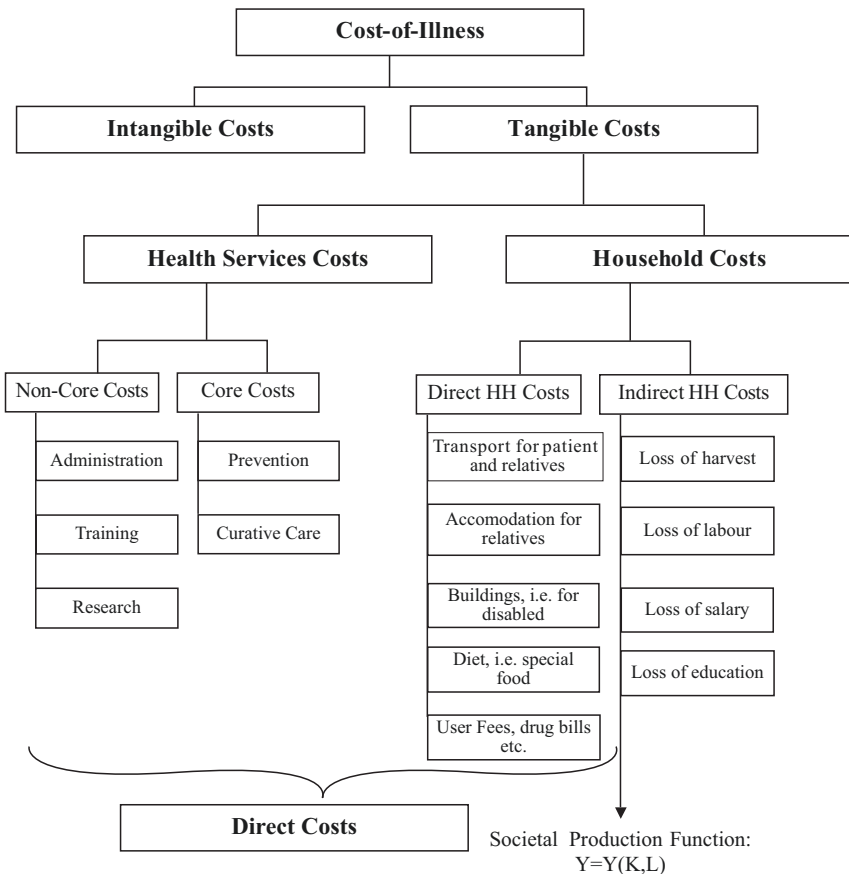 Cost-of-Illness
Intangible Costs
Tangible Costs
Health Services Costs
Household Costs
Non-Core Costs
Core Costs
Direct HH Costs
Indirect HH Costs
Administration
Training
Research
Prevention
Curative Care
Transport for patient
and relatives
Accomodation for
relatives
Buildings, i.e. for
disabled
Diet, i.e. special
food
User Fees, drug bills
etc.
Loss of harvest
Loss of labour
Loss of salary
Loss of education
Direct Costs
Societal Production Function:
Y=Y(K,L)